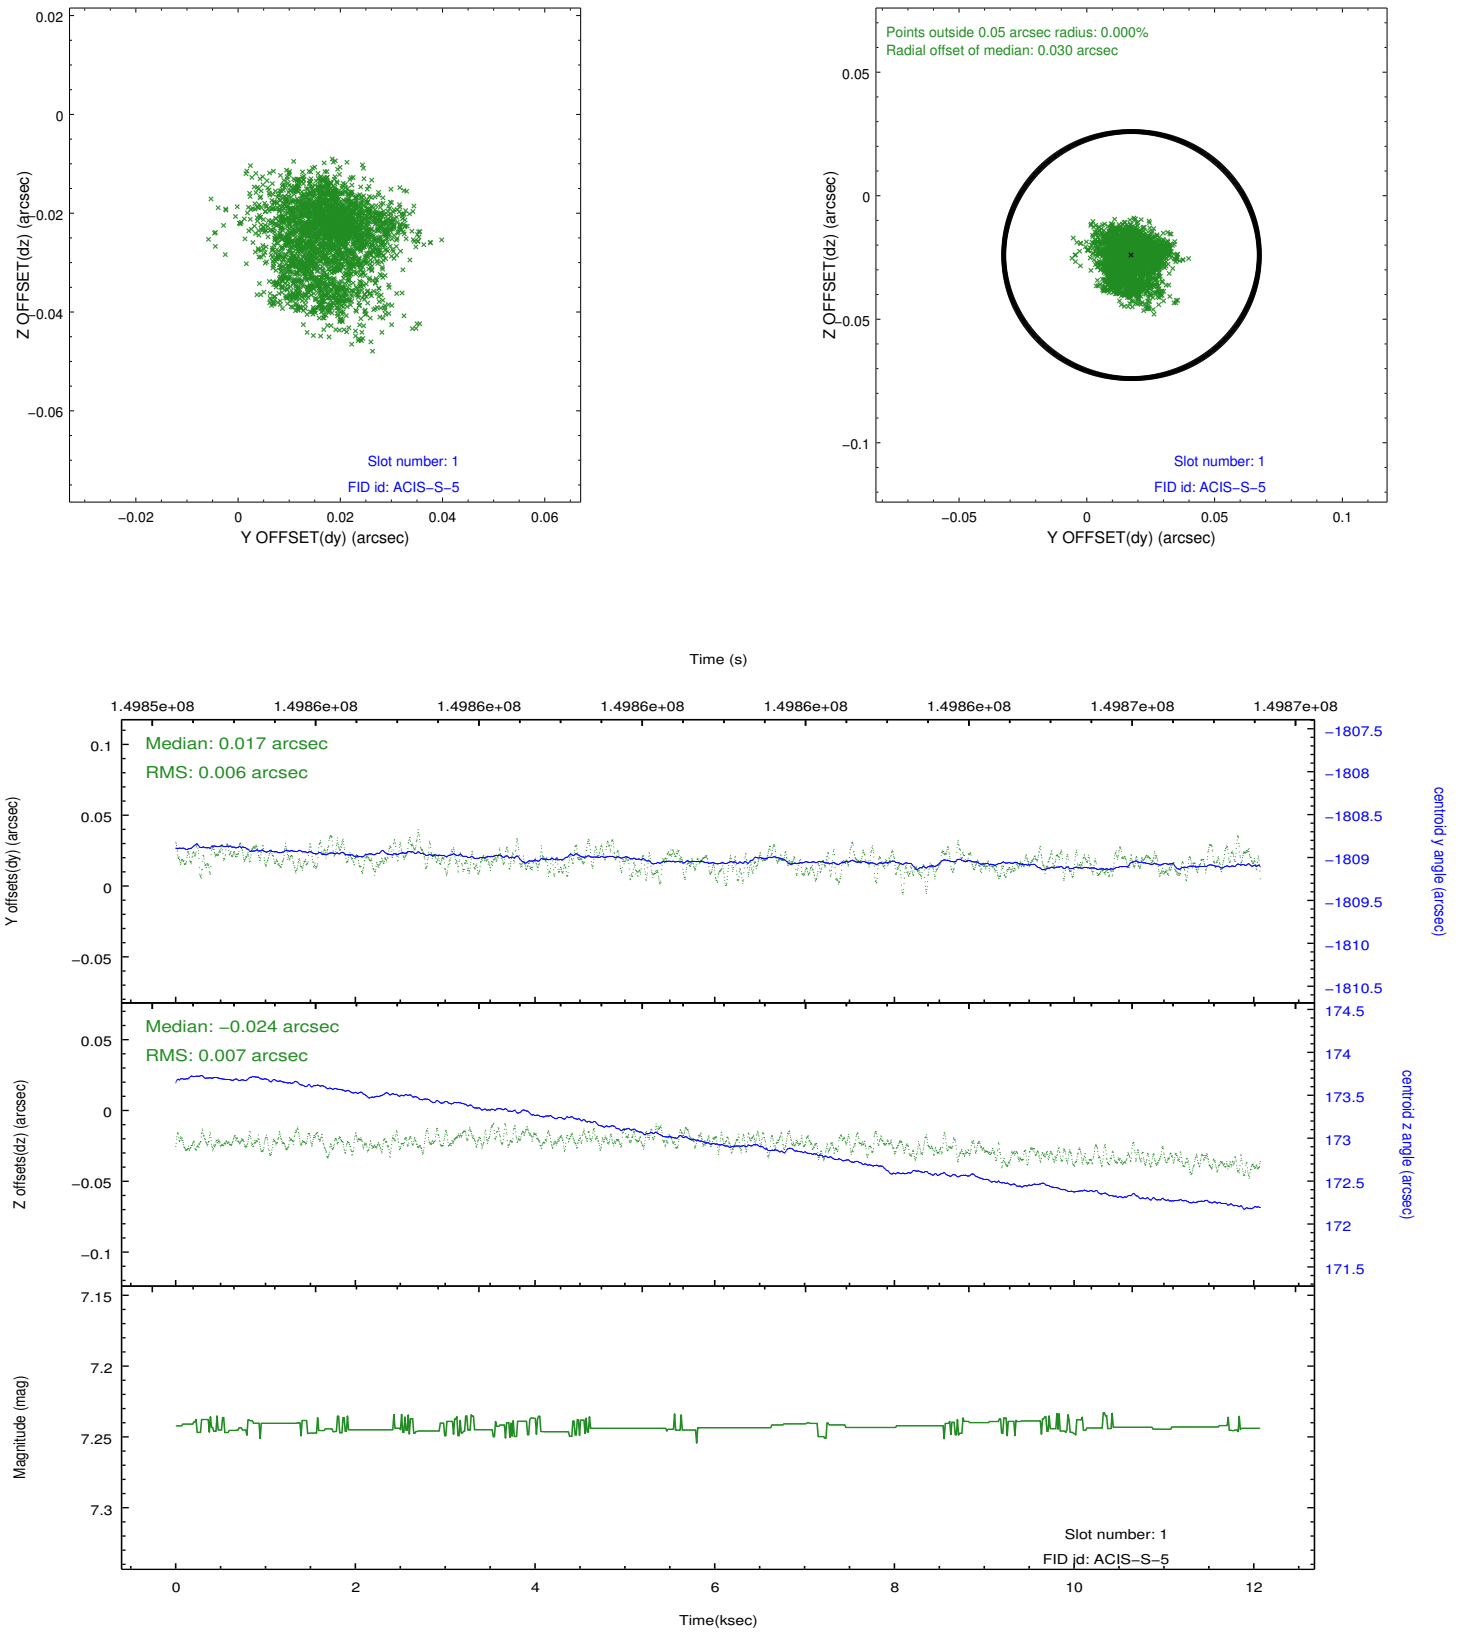 0.02
0
−0.02
−0.04
−0.06
Z OFFSET(dz) (arcsec)
Slot number: 1
FID id: ACIS−S−5
−0.02 0 0.02 0.04 0.06
Y OFFSET(dy) (arcsec)
Points outside 0.05 arcsec radius: 0.000%
Radial offset of median: 0.030 arcsec
0.05
0
−0.05
−0.1
Z OFFSET(dz) (arcsec)
Slot number: 1
FID id: ACIS−S−5
−0.05 0 0.05 0.1
Y OFFSET(dy) (arcsec)
Time (s)
1.4985e+08 1.4986e+08 1.4986e+08 1.4986e+08 1.4986e+08 1.4986e+08 1.4987e+08 1.4987e+08
Median: 0.017 arcsec
RMS: 0.006 arcsec
0.1
0.05
0
−0.05
Y offsets(dy) (arcsec)
−1807.5
−1808
−1808.5
−1809
−1809.5
−1810
−1810.5
centroid y angle (arcsec)
Median: −0.024 arcsec
RMS: 0.007 arcsec
0.05
0
−0.05
−0.1
Z offsets(dz) (arcsec)
174.5
174
173.5
173
172.5
172
171.5
centroid z angle (arcsec)
7.15
7.2
7.25
7.3
Magnitude (mag)
Slot number: 1
FID id: ACIS−S−5
0 2 4 6 8 10 12
Time(ksec)